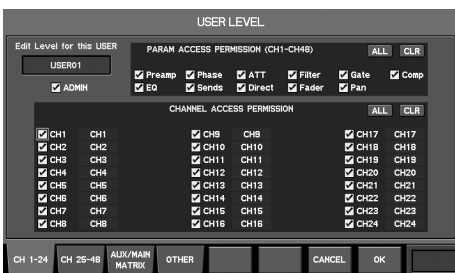 USER LEVEL
Edit Level for this USER
USER01
ADMIN
PARAM ACCESS PERMISSION (CH1-CH48) ALL CLR
Preamp Phase ATT Filter Gate Comp
EQ Sends Direct Fader Pan
CHANNEL ACCESS PERMISSION ALL CLR
CH1 CH1 CH9 CH9 CH17 CH17
CH2 CH2 CH10 CH10 CH18 CH18
CH3 CH3 CH11 CH11 CH19 CH19
CH4 CH4 CH12 CH12 CH20 CH20
CH5 CH5 CH13 CH13 CH21 CH21
CH6 CH6 CH14 CH14 CH22 CH22
CH7 CH7 CH15 CH15 CH23 CH23
CH8 CH8 CH16 CH16 CH24 CH24
CH 1-24 CH 25-48 AUX/MAIN MATRIX OTHER CANCEL OK